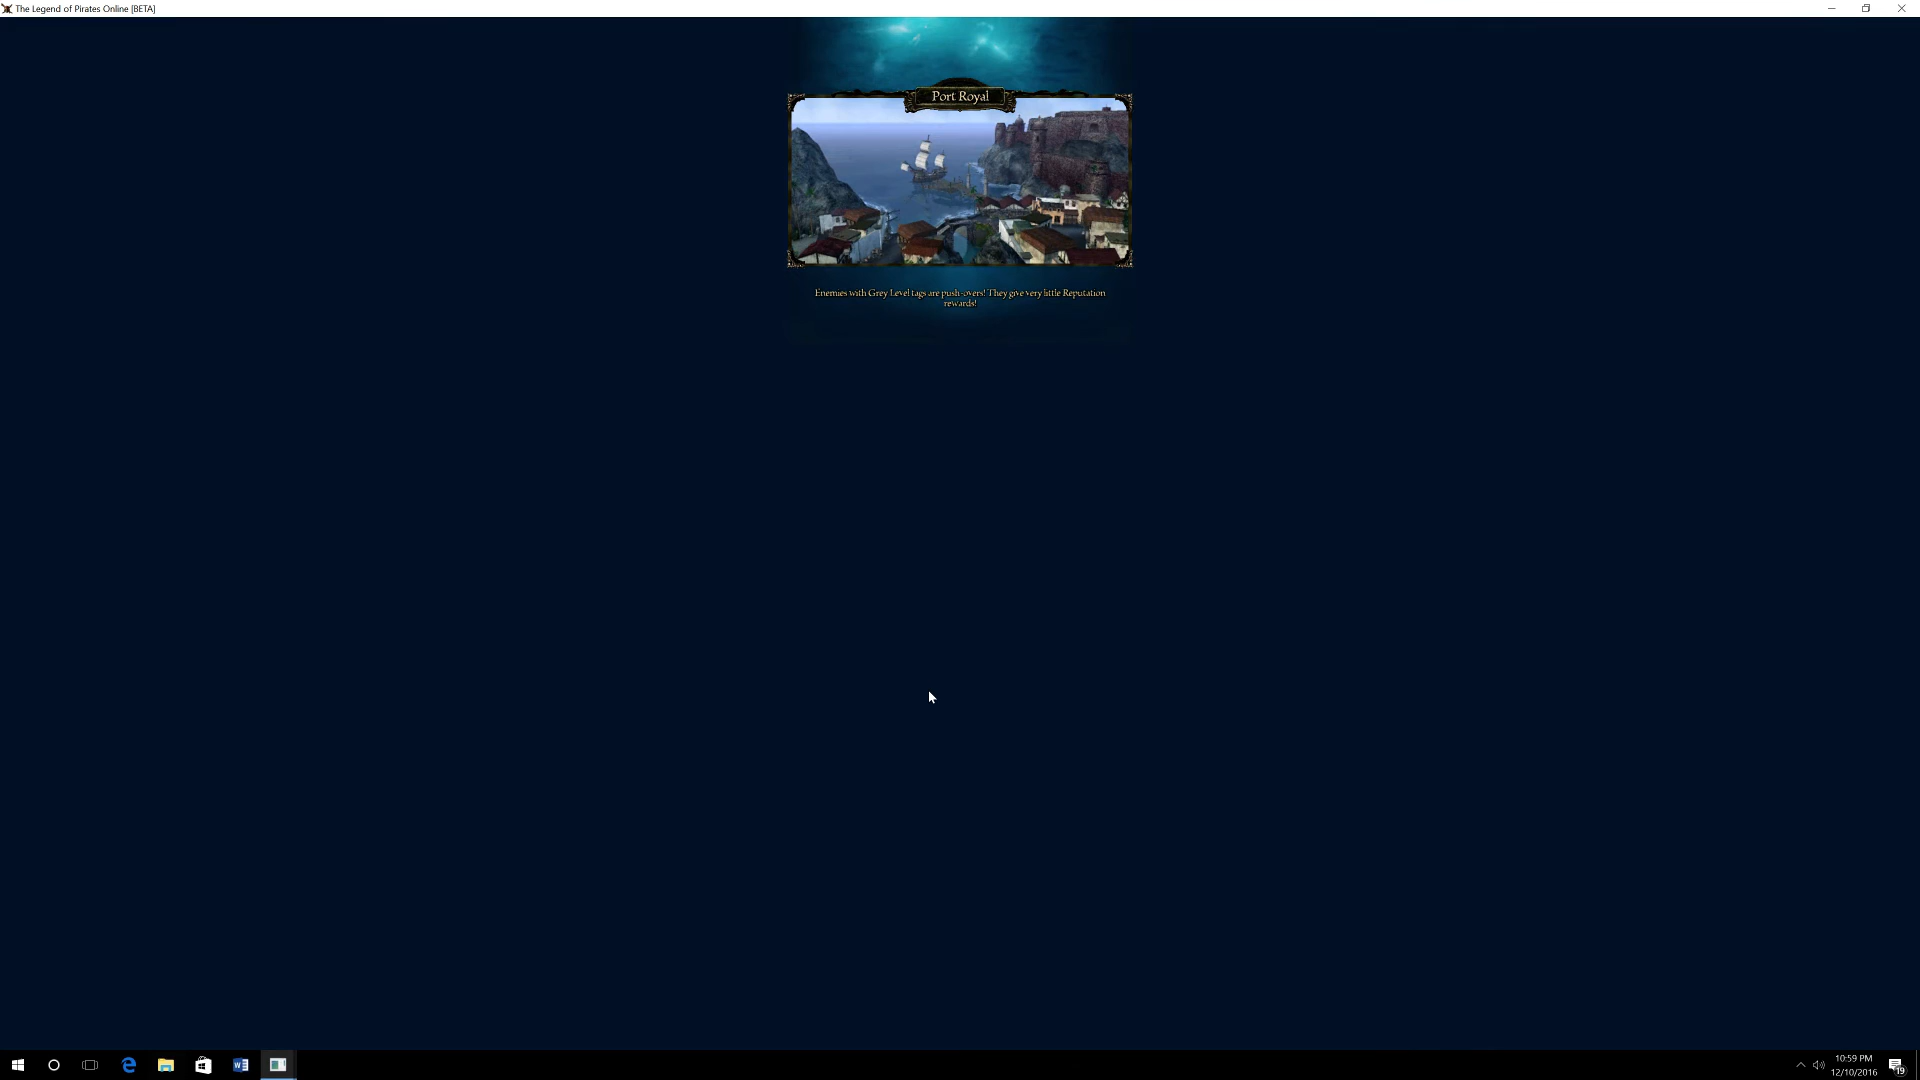 The Legend of Pirates Online [BETA]
Port Royal
Enemies with Grey Level tags are push-overs! They give very little Reputation
rewards!
10:59 PM
12/10/2016
19